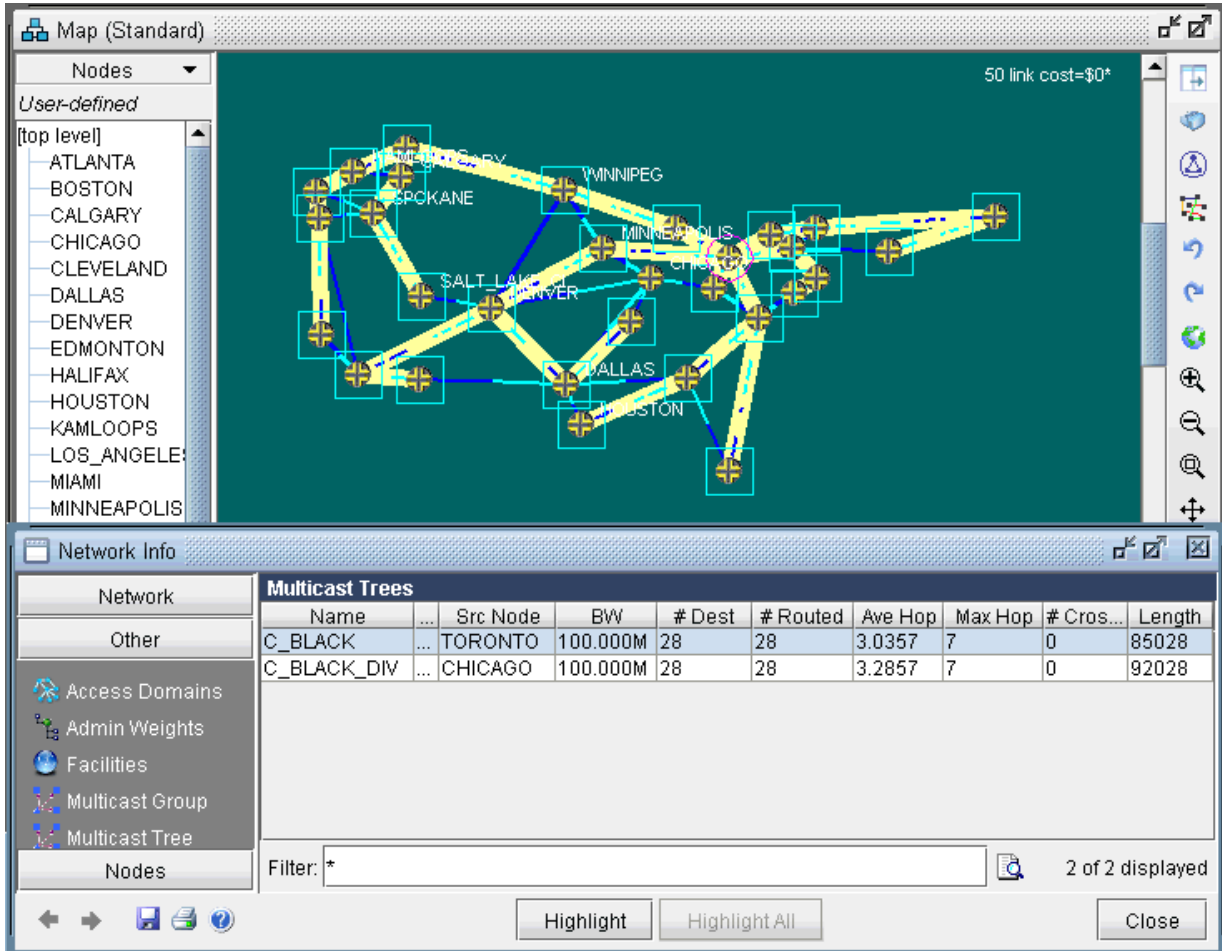 Map (Standard)
Nodes
User-defined
[top level]
ATLANTA
BOSTON
CALGARY
CHICAGO
CLEVELAND
DALLAS
DENVER
EDMONTON
HALIFAX
HOUSTON
KAMLOOPS
LOS_ANGELE
MIAMI
MINNEAPOLIS
50 link cost=$0*
WINNIPEG
SPOKANE
DALLAS
Network Info
Network
Other
Access Domains
Admin Weights
Facilities
Multicast Group
Multicast Tree
Nodes
Multicast Trees
Name ... Src Node BW # Dest # Routed Ave Hop Max Hop # Cros... Length
C_BLACK ... TORONTO 100.000M 28 28 3.0357 7 0 85028
C_BLACK_DIV ... CHICAGO 100.000M 28 28 3.2857 7 0 92028
Filter: *
2 of 2 displayed
Highlight
Highlight All
Close